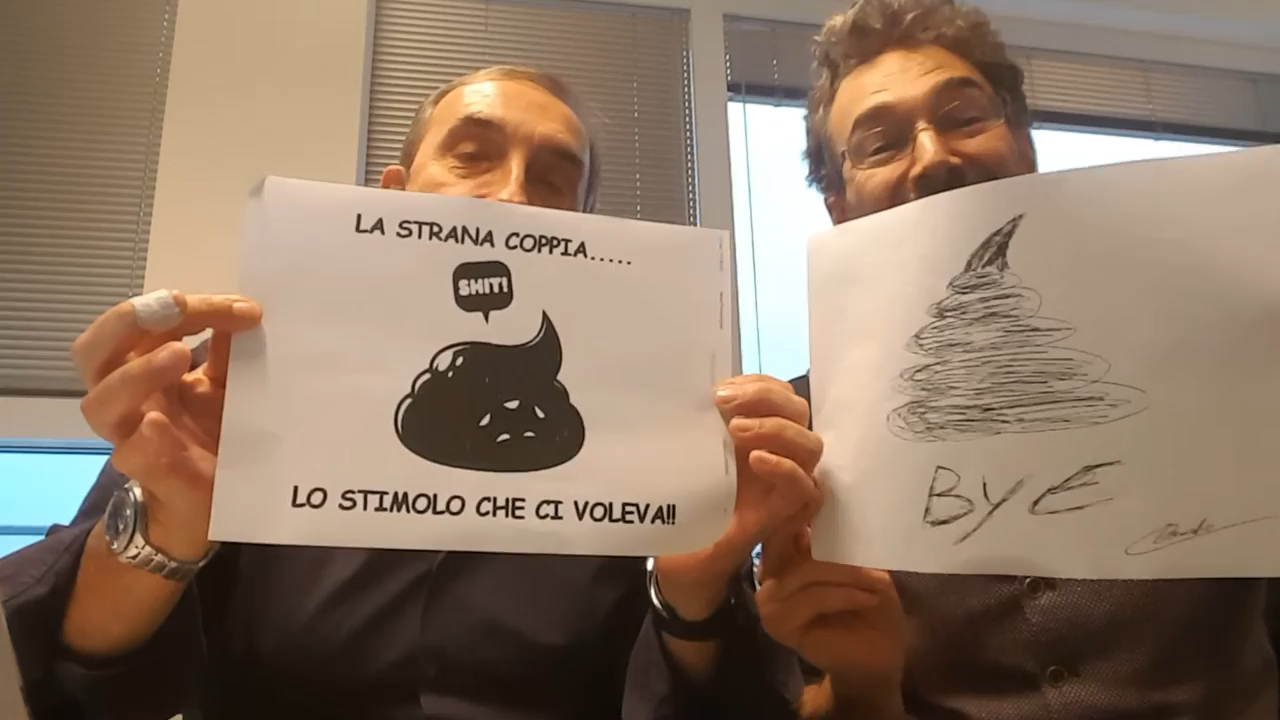 LA STRANA COPPIA.....
SHIT!
LO STIMOLO CHE CI VOLEVA!!
BYE